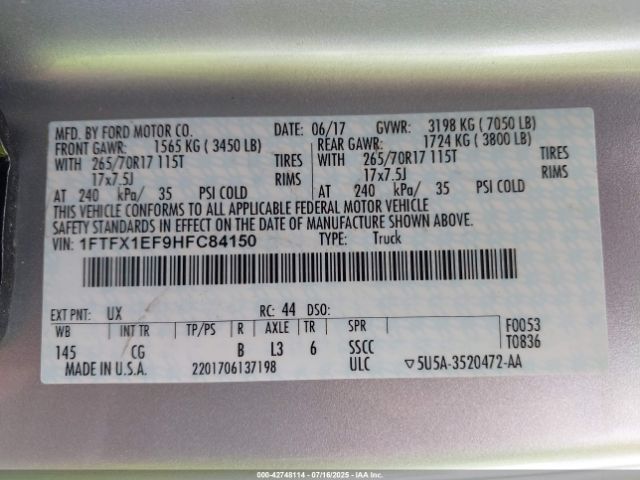 MFD. BY FORD MOTOR CO. DATE: 06/17 GVWR: 3198 KG ( 7050 LB)
FRONT GAWR: 1565 KG ( 3450 LB) REAR GAWR: 1724 KG ( 3800 LB)
WITH 265/70R17 115T TIRES WITH 265/70R17 115T TIRES
17x7.5J RIMS 17x7.5J RIMS
AT 240 kPa/ 35 PSI COLD AT 240 kPa/ 35 PSI COLD
THIS VEHICLE CONFORMS TO ALL APPLICABLE FEDERAL MOTOR VEHICLE
SAFETY STANDARDS IN EFFECT ON THE DATE OF MANUFACTURE SHOWN ABOVE.
VIN: 1FTFX1EF9HFC84150 TYPE: Truck
EXT PNT: UX RC: 44 DSO: F0053
WB INT TR TP/PS R AXLE TR SPR T0836
145 CG B L3 6 SSCC
MADE IN U.S.A. 2201706137198 ULC ▽5U5A-3520472-AA
000-42748114 - 07/16/2025 - IAA Inc.